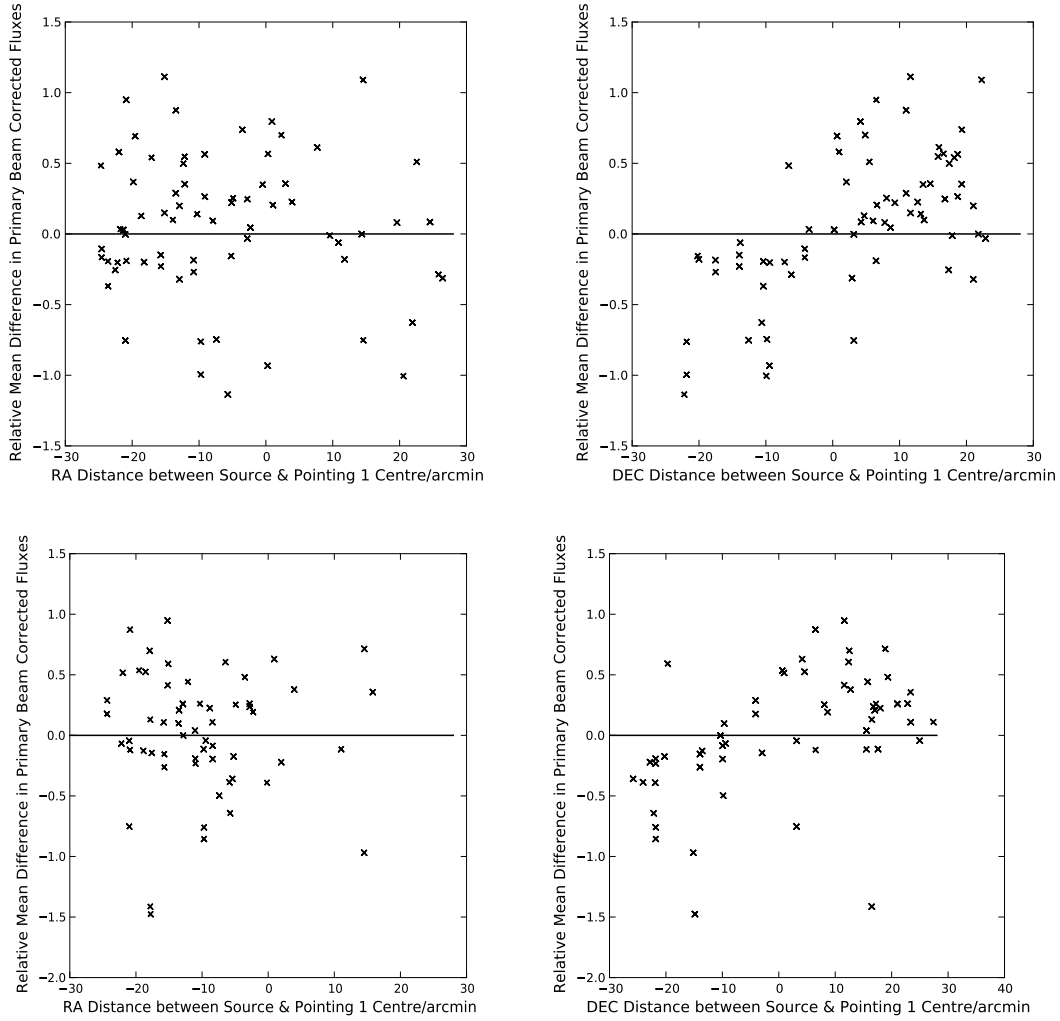 Relative Mean Difference in Primary Beam Corrected Fluxes
1.5
1.0
0.5
0.0
−0.5
−1.0
−1.5
−30 −20 −10 0 10 20 30
RA Distance between Source & Pointing 1 Centre/arcmin
Relative Mean Difference in Primary Beam Corrected Fluxes
1.5
1.0
0.5
0.0
−0.5
−1.0
−1.5
−30 −20 −10 0 10 20 30
DEC Distance between Source & Pointing 1 Centre/arcmin
Relative Mean Difference in Primary Beam Corrected Fluxes
1.5
1.0
0.5
0.0
−0.5
−1.0
−1.5
−2.0
−30 −20 −10 0 10 20 30
RA Distance between Source & Pointing 1 Centre/arcmin
Relative Mean Difference in Primary Beam Corrected Fluxes
1.5
1.0
0.5
0.0
−0.5
−1.0
−1.5
−2.0
−30 −20 −10 0 10 20 30 40
DEC Distance between Source & Pointing 1 Centre/arcmin